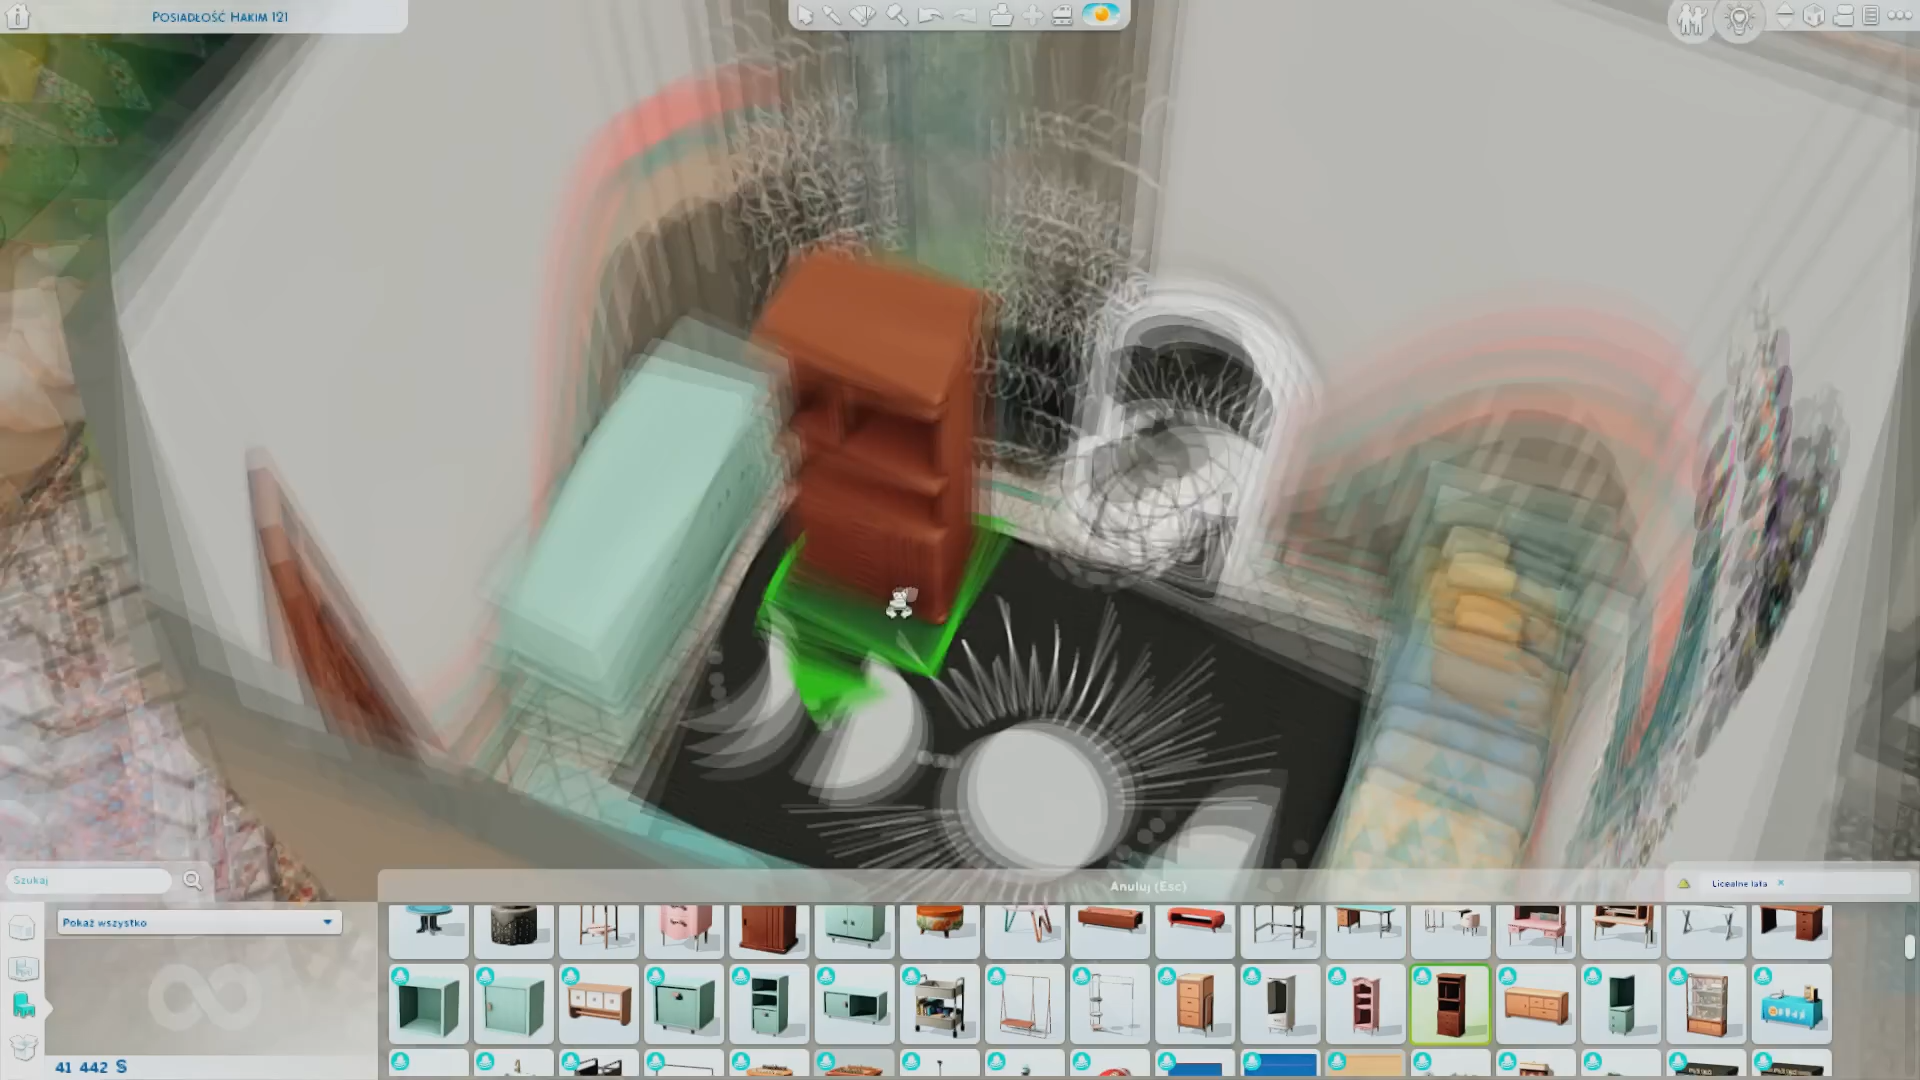 Posiadłość Hakim 121
Anuluj (Esc)
Szukaj
Licealne lata
Pokaż wszystko
41 442 §